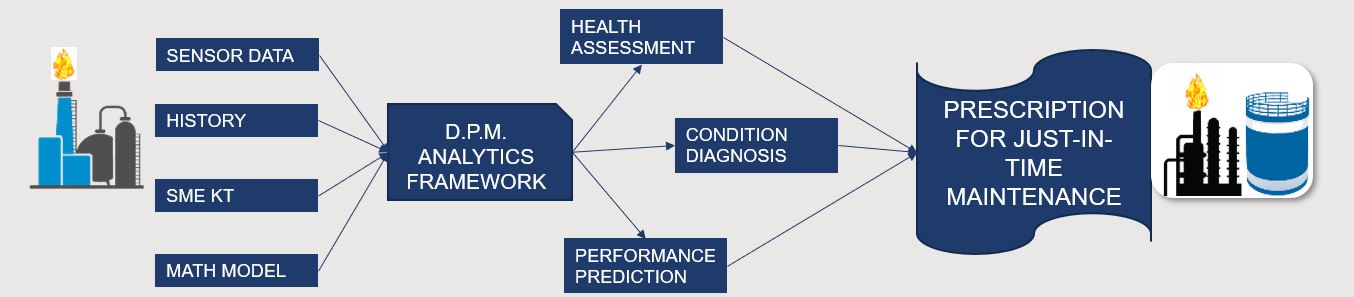 SENSOR DATA
HISTORY
SME KT
MATH MODEL
D.P.M.
ANALYTICS
FRAMEWORK
HEALTH
ASSESSMENT
CONDITION
DIAGNOSIS
PERFORMANCE
PREDICTION
PRESCRIPTION
FOR JUST-IN-
TIME
MAINTENANCE